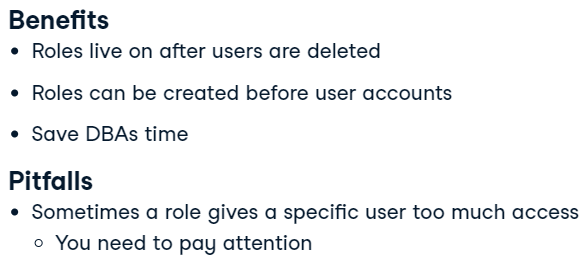 Benefits
• Roles live on after users are deleted
• Roles can be created before user accounts
• Save DBAs time
Pitfalls
• Sometimes a role gives a specific user too much access
○ You need to pay attention